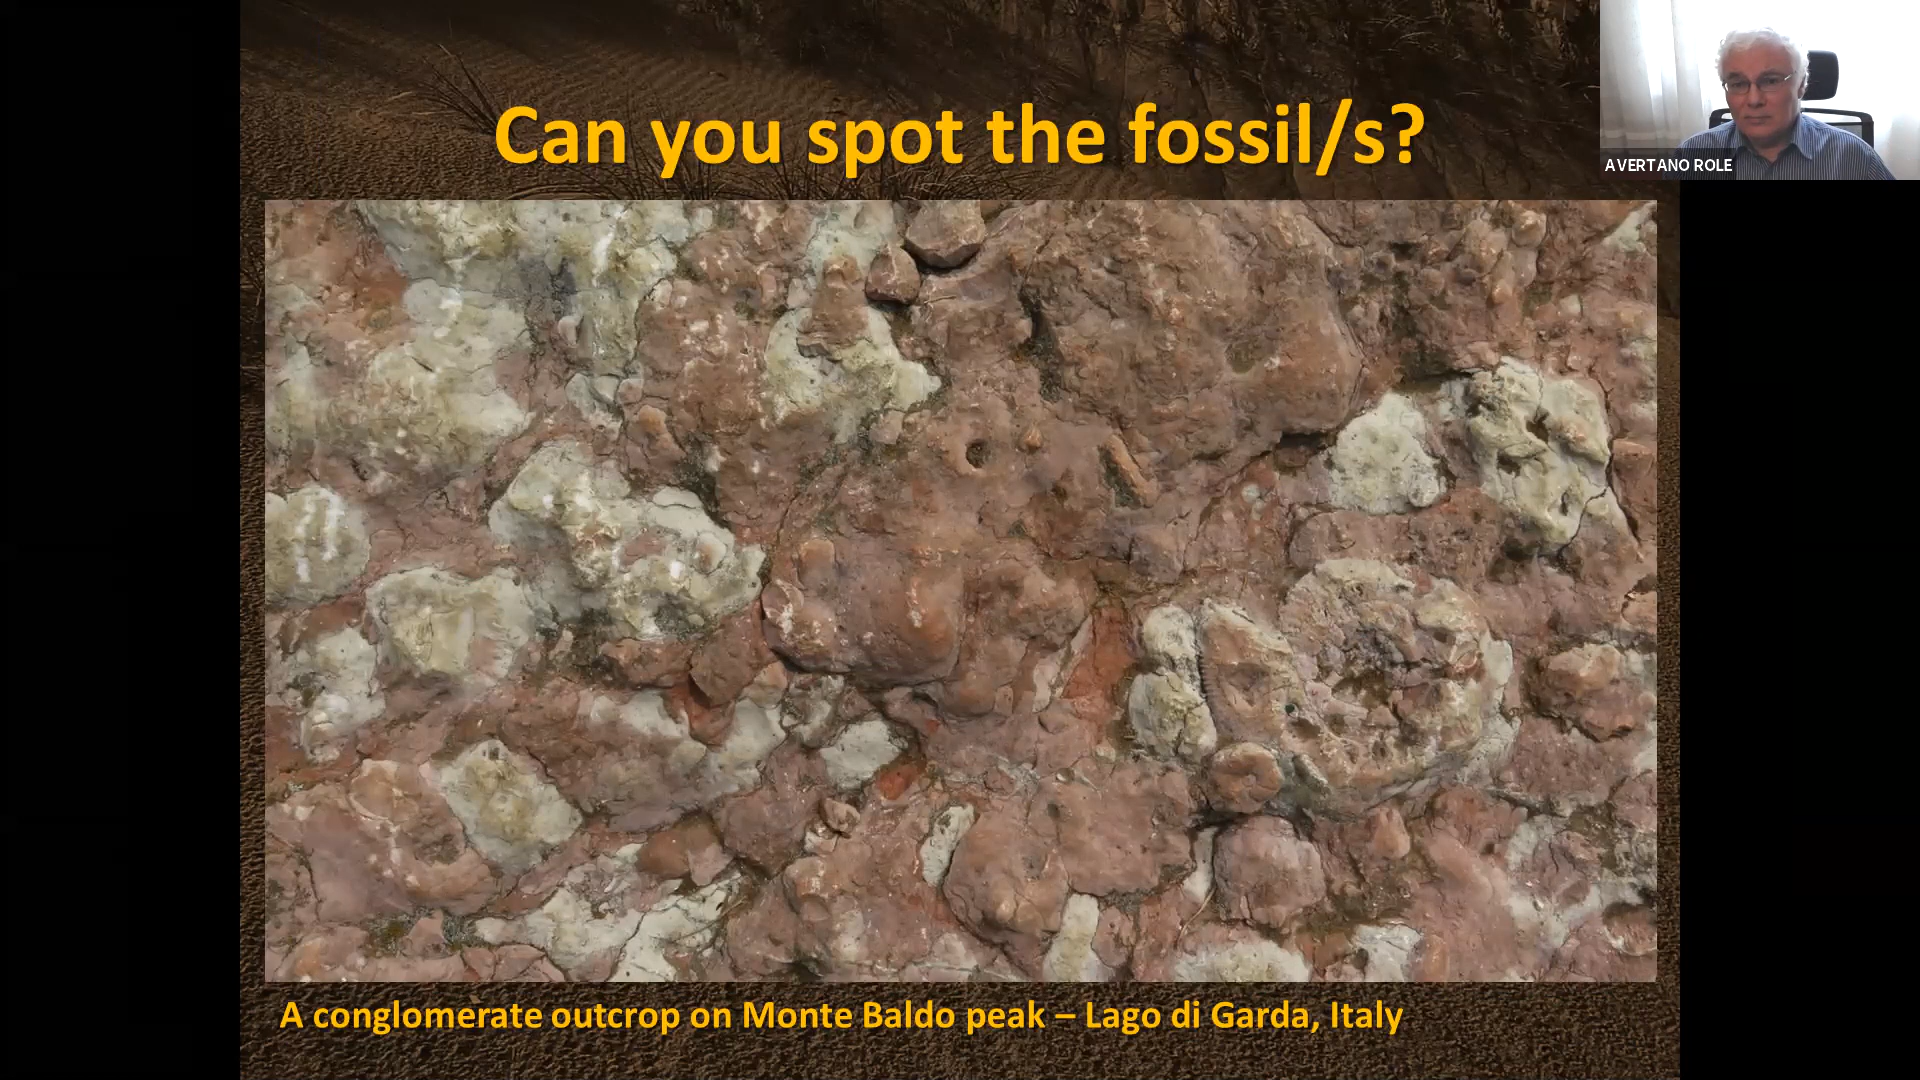 Can you spot the fossil/s?
AVERTANO ROLE
A conglomerate outcrop on Monte Baldo peak – Lago di Garda, Italy